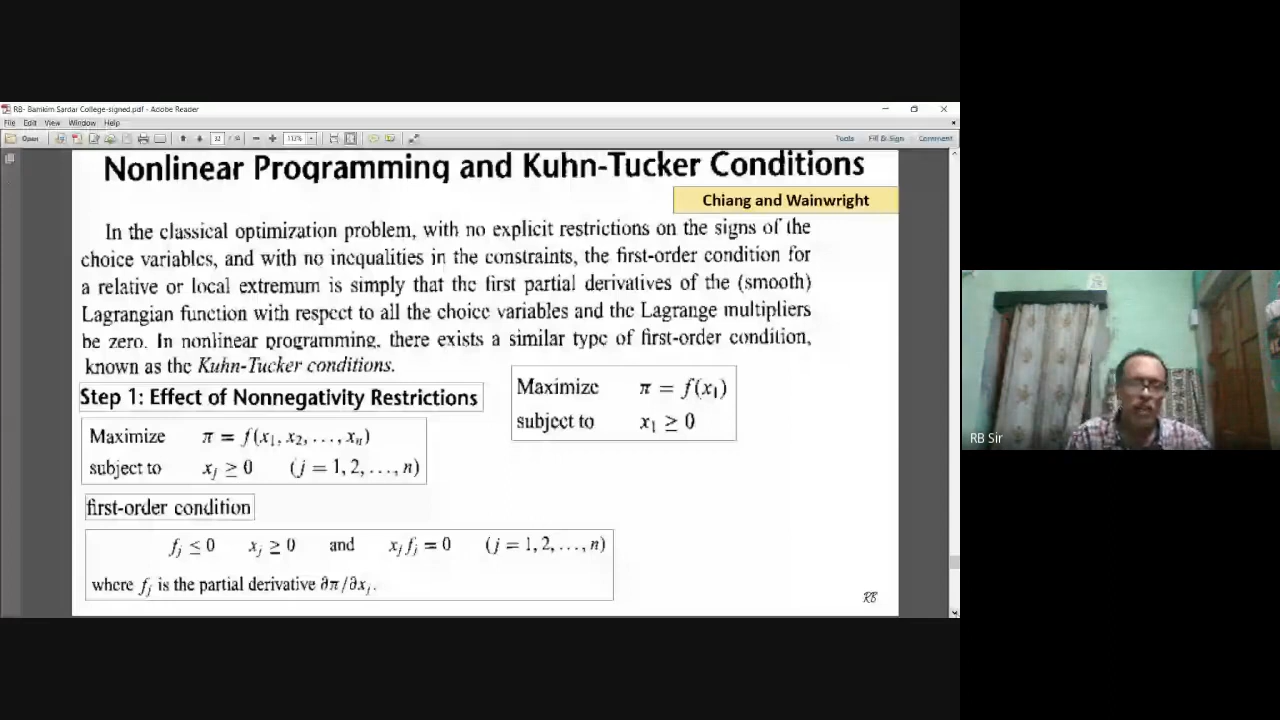 RB- Bamkim Sardar College-signed.pdf - Adobe Reader
File Edit View Window Help
Open 32 113% Tools Fill & Sign Comment
Nonlinear Programming and Kuhn-Tucker Conditions
Chiang and Wainwright
In the classical optimization problem, with no explicit restrictions on the signs of the
choice variables, and with no inequalities in the constraints, the first-order condition for
a relative or local extremum is simply that the first partial derivatives of the (smooth)
Lagrangian function with respect to all the choice variables and the Lagrange multipliers
be zero. In nonlinear programming, there exists a similar type of first-order condition,
known as the Kuhn-Tucker conditions.
Step 1: Effect of Nonnegativity Restrictions
Maximize π = f(x₁, x₂, . . . , xₙ)
subject to xⱼ ≥ 0 (j = 1, 2, . . . , n)
Maximize π = f(x₁)
subject to x₁ ≥ 0
first-order condition
fⱼ ≤ 0 xⱼ ≥ 0 and xⱼ fⱼ = 0 (j = 1, 2, . . . , n)
where fⱼ is the partial derivative ∂π/∂xⱼ.
RB
RB Sir